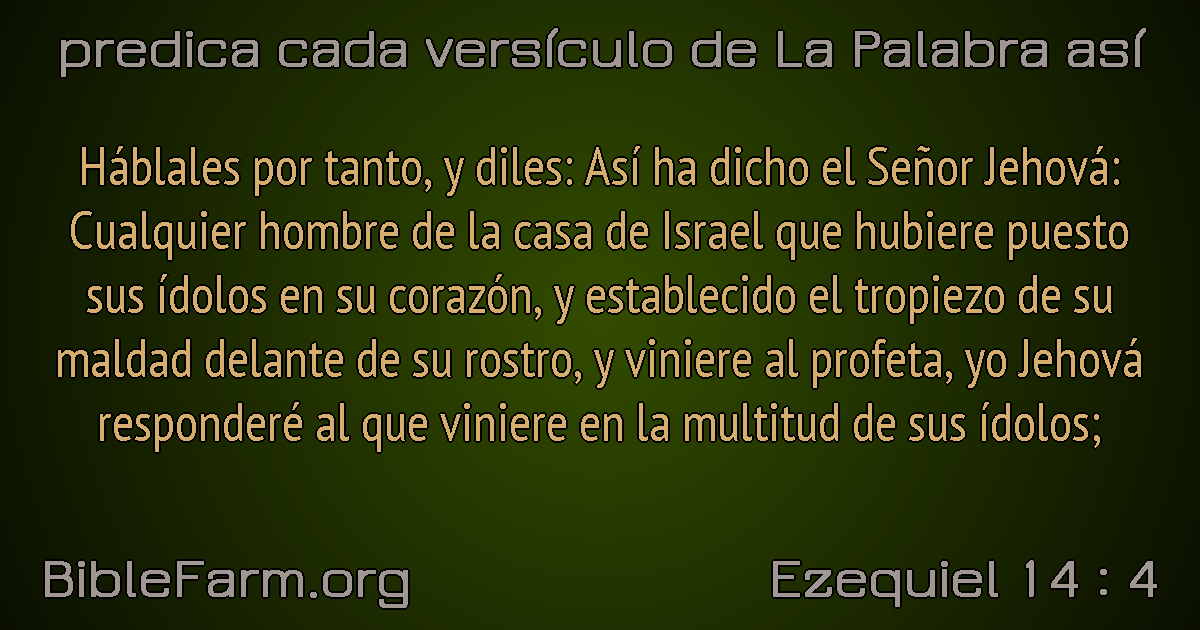 predica cada versículo de La Palabra así
Háblales por tanto, y diles: Así ha dicho el Señor Jehová:
Cualquier hombre de la casa de Israel que hubiere puesto
sus ídolos en su corazón, y establecido el tropiezo de su
maldad delante de su rostro, y viniere al profeta, yo Jehová
responderé al que viniere en la multitud de sus ídolos;
BibleFarm.org
Ezequiel 14 : 4